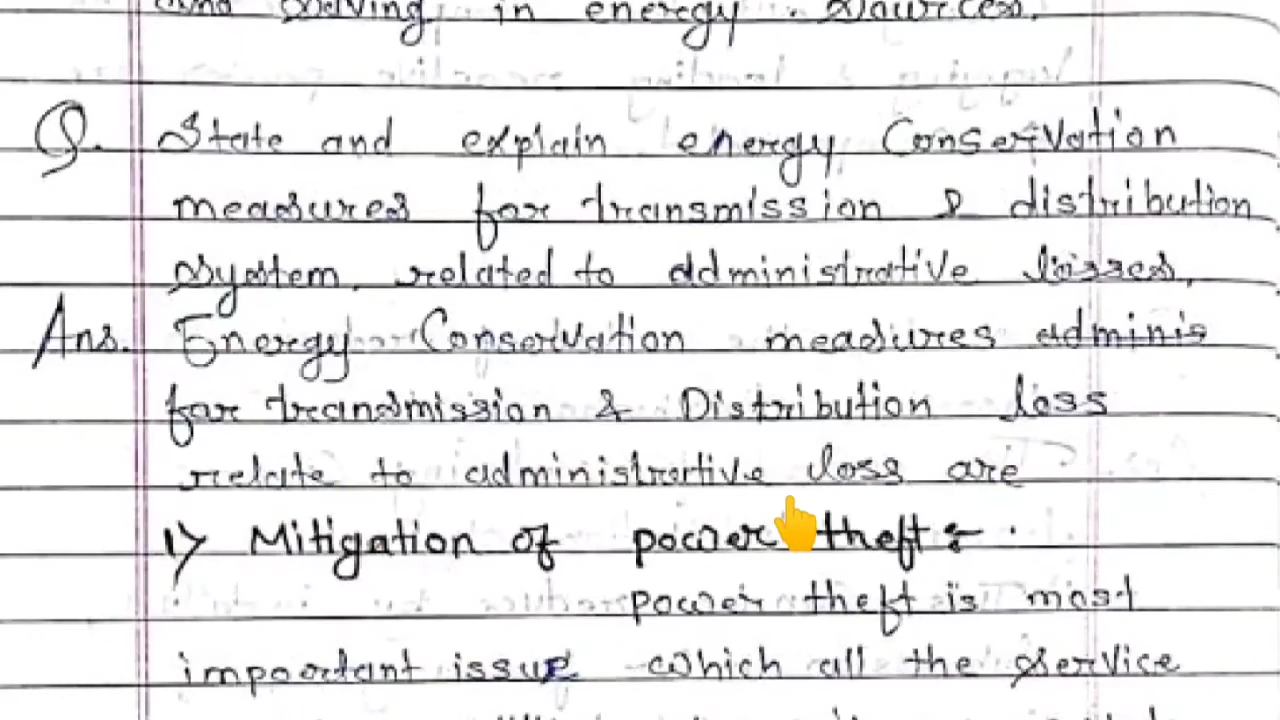 and saving in energy. sources.
Q. State and explain energy Conservation
measures for transmission & distribution
system, related to administrative losses.
Ans. Energy Conservation measures adminis
for transmission & Distribution loss
relate to administrative loss are
1) Mitigation of power theft :-
power theft is most
important issue which all the service